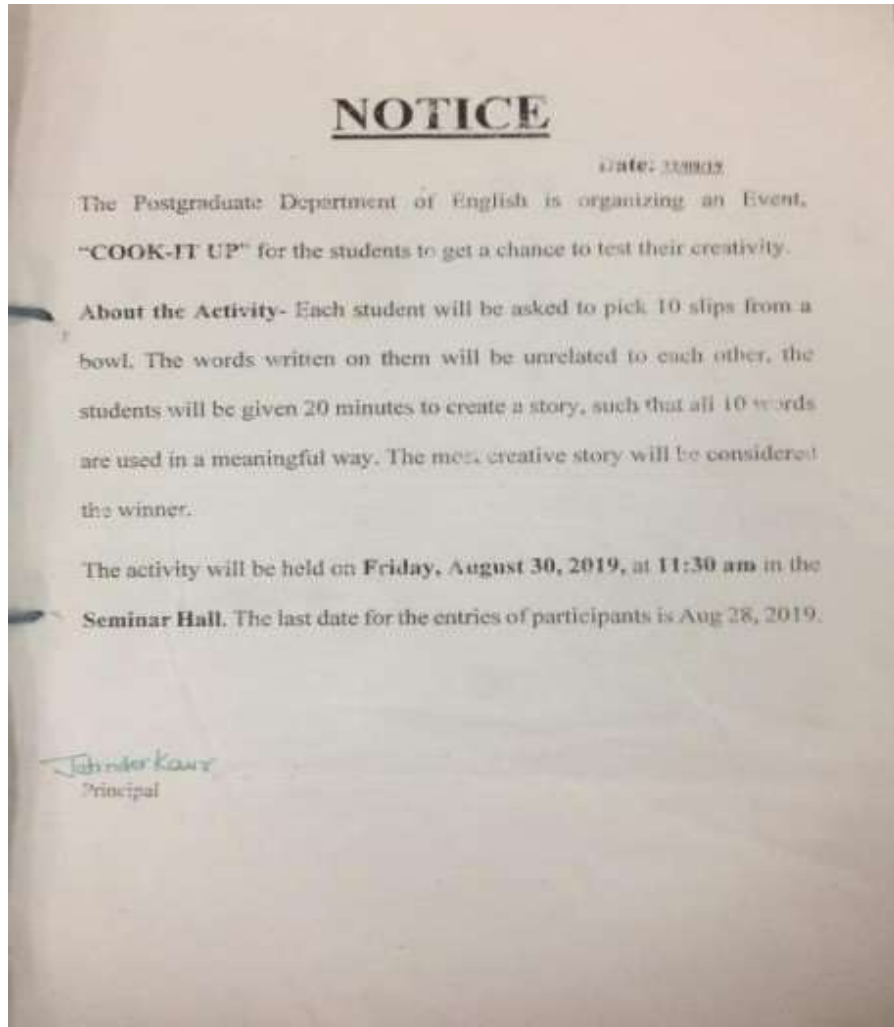 NOTICE
Date:
The Postgraduate Department of English is organizing an Event,
“COOK-IT UP” for the students to get a chance to test their creativity.
About the Activity- Each student will be asked to pick 10 slips from a
bowl. The words written on them will be unrelated to each other, the
students will be given 20 minutes to create a story, such that all 10 words
are used in a meaningful way. The most creative story will be considered
the winner.
The activity will be held on Friday, August 30, 2019, at 11:30 am in the
Seminar Hall. The last date for the entries of participants is Aug 28, 2019.
Kaur
Principal